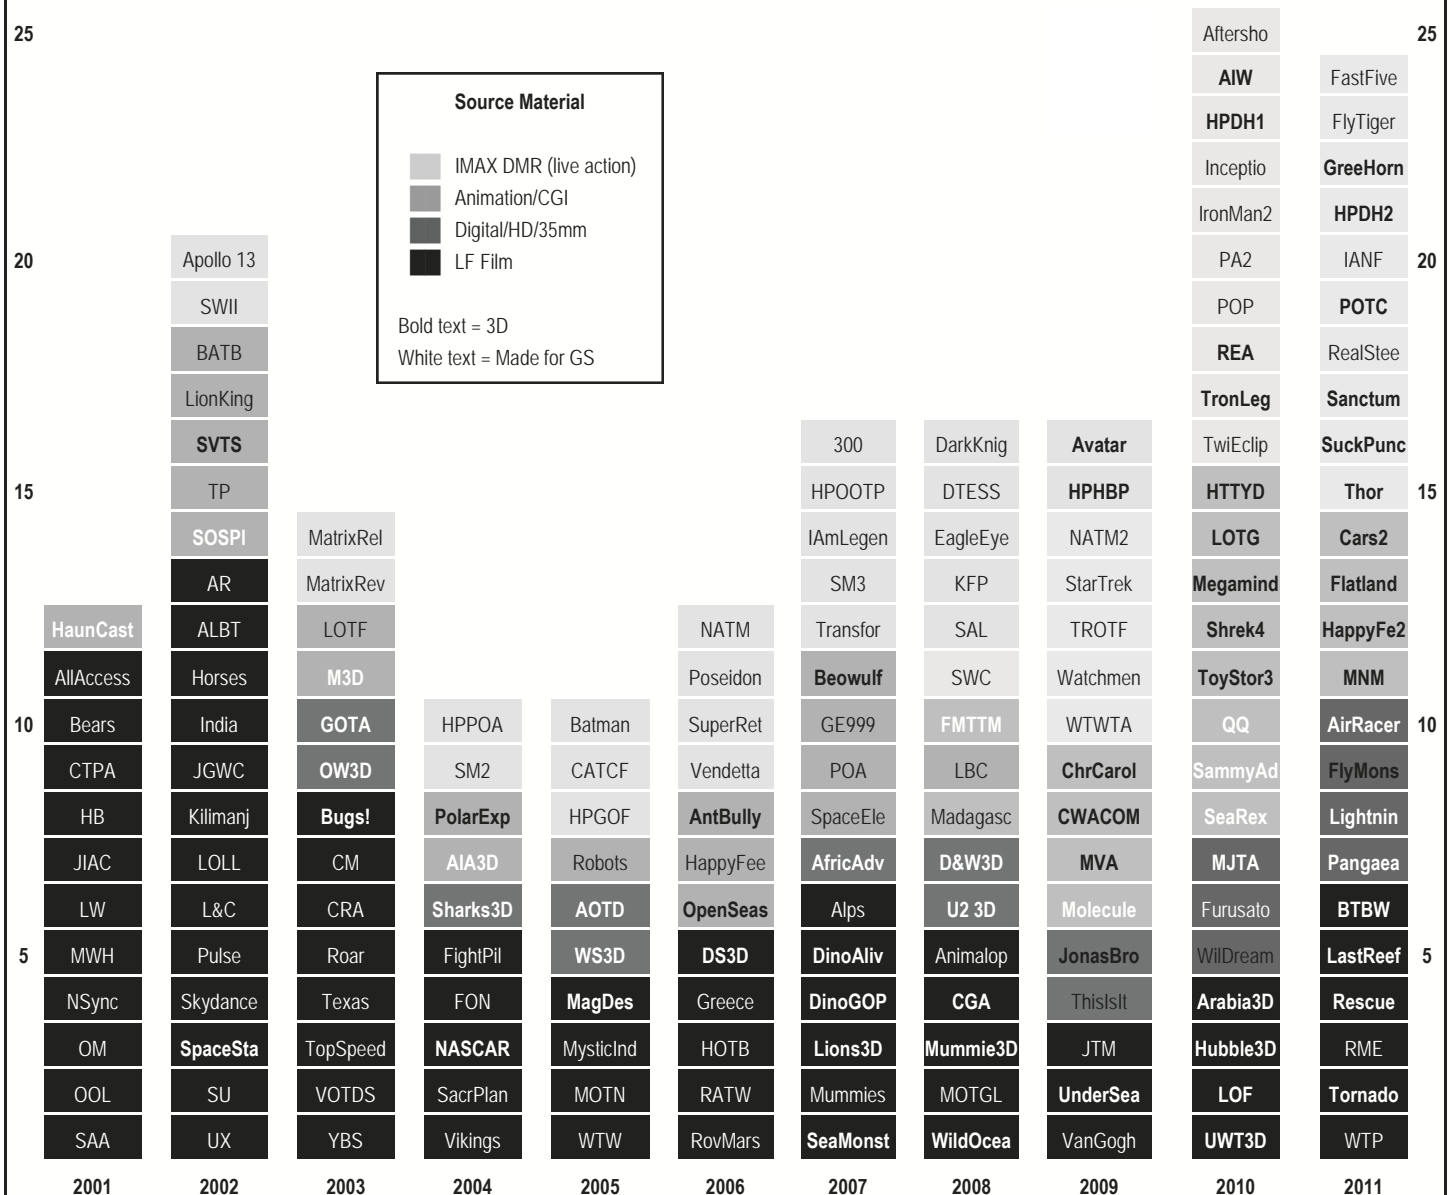 25 Aftersho 25
AIW FastFive
Source Material
HPDH1 FlyTiger
IMAX DMR (live action) Inceptio GreeHorn
Animation/CGI
IronMan2 HPDH2
Digital/HD/35mm
20 Apollo 13 LF Film PA2 IANF 20
SWII POP POTC
Bold text = 3D
BATB White text = Made for GS REA RealStee
LionKing TronLeg Sanctum
SVTS 300 DarkKnig Avatar TwiEclip SuckPunc
15 TP HPOOTP DTESS HPHBP HTTYD Thor 15
SOSPI MatrixRel IAmLegen EagleEye NATM2 LOTG Cars2
AR MatrixRev SM3 KFP StarTrek Megamind Flatland
HaunCast ALBT LOTF NATM Transfor SAL TROTF Shrek4 HappyFe2
AllAccess Horses M3D Poseidon Beowulf SWC Watchmen ToyStor3 MNM
10 Bears India GOTA HPPOA Batman SuperRet GE999 FMTTM WTWTA QQ AirRacer 10
CTPA JGWC OW3D SM2 CATCF Vendetta POA LBC ChrCarol SammyAd FlyMons
HB Kilimanj Bugs! PolarExp HPGOF AntBully SpaceEle Madagasc CWACOM SeaRex Lightnin
JIAC LOLL CM AIA3D Robots HappyFee AfricAdv D&W3D MVA MJTA Pangaea
LW L&C CRA Sharks3D AOTD OpenSeas Alps U2 3D Molecule Furusato BTBW
5 MWH Pulse Roar FightPil WS3D DS3D DinoAliv Animalop JonasBro WilDream LastReef 5
NSync Skydance Texas FON MagDes Greece DinoGOP CGA ThisIsIt Arabia3D Rescue
OM SpaceSta TopSpeed NASCAR MysticInd HOTB Lions3D Mummie3D JTM Hubble3D RME
OOL SU VOTDS SacrPlan MOTN RATW Mummies MOTGL UnderSea LOF Tornado
SAA UX YBS Vikings WTW RovMars SeaMonst WildOcea VanGogh UWT3D WTP
2001 2002 2003 2004 2005 2006 2007 2008 2009 2010 2011